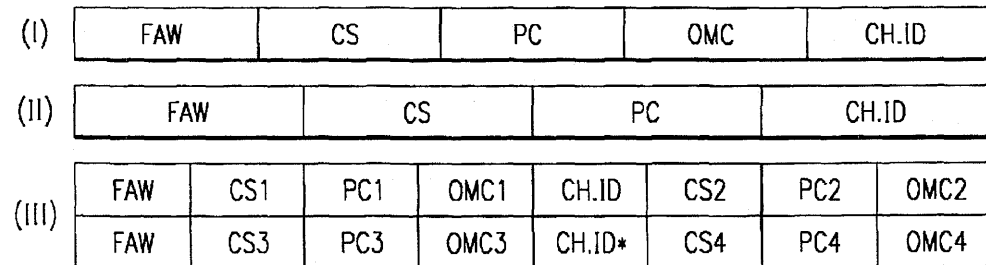 (I) FAW CS PC OMC CH.ID
(II) FAW CS PC CH.ID
(III)
FAW CS1 PC1 OMC1 CH.ID CS2 PC2 OMC2
FAW CS3 PC3 OMC3 CH.ID* CS4 PC4 OMC4